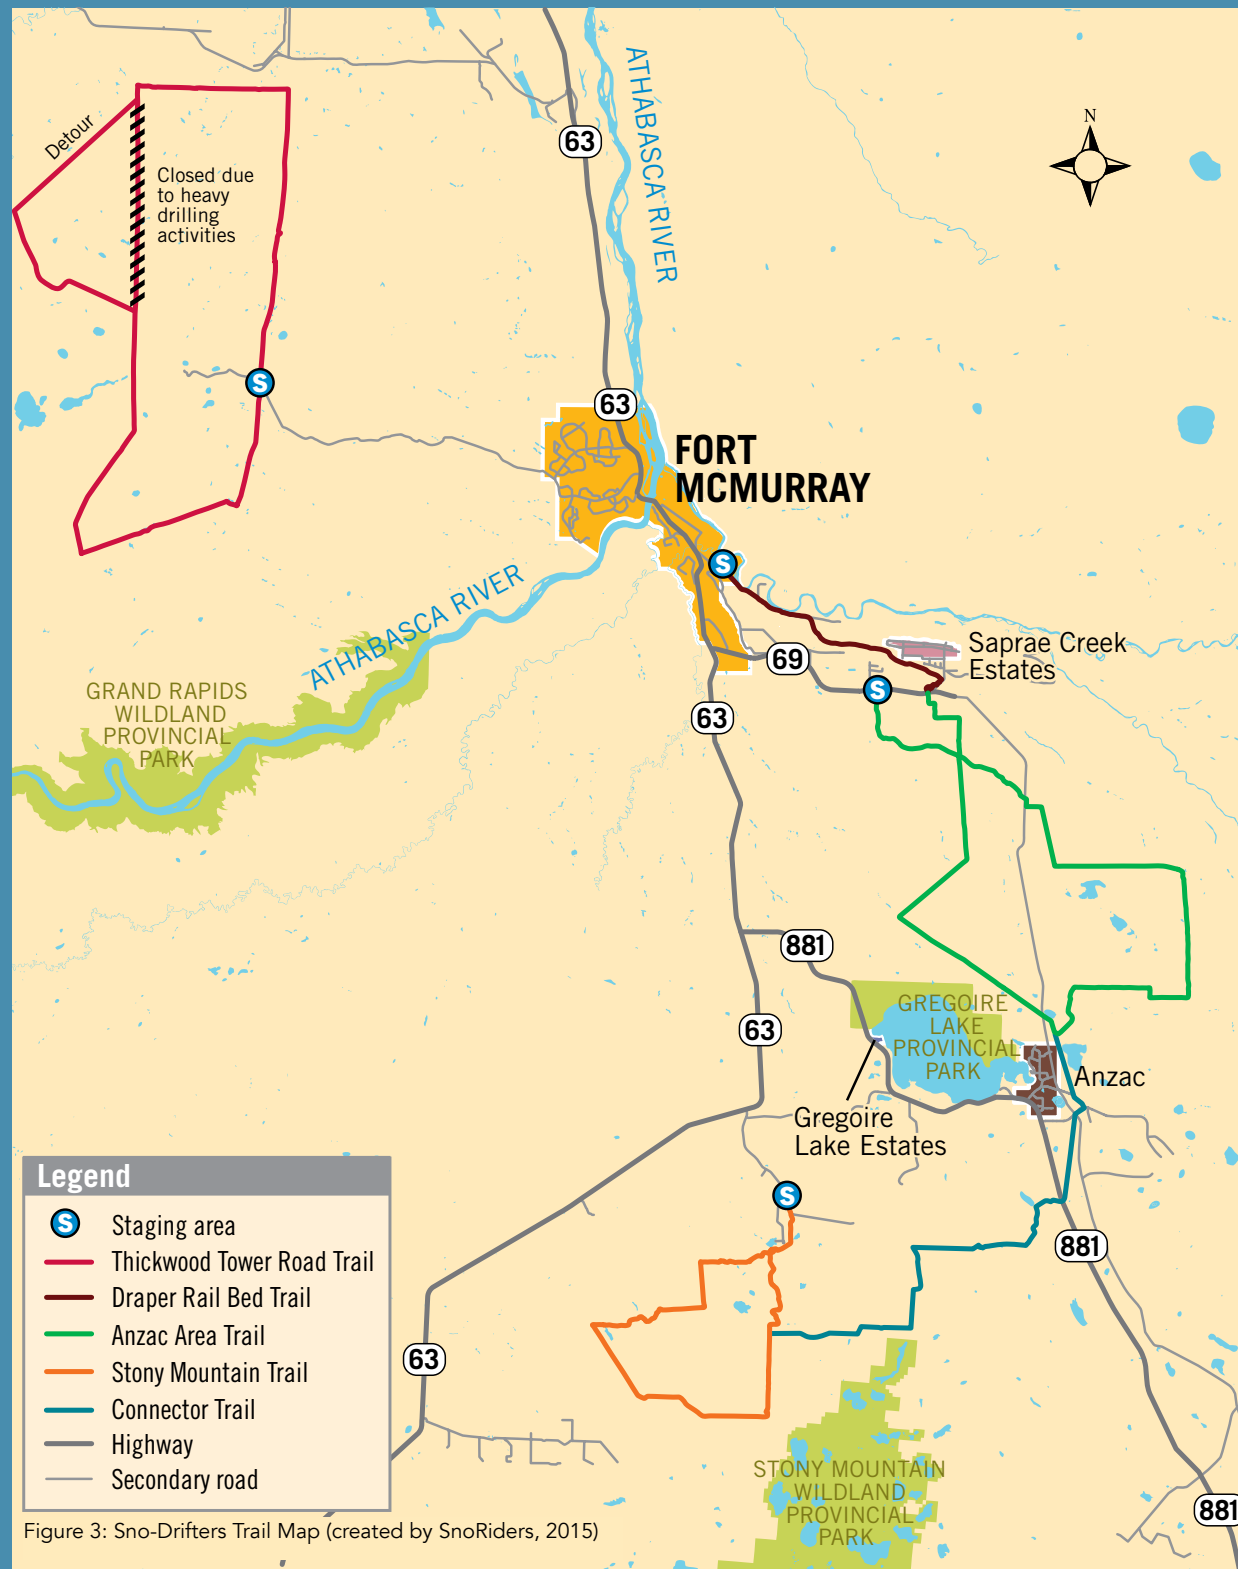 N
ATHABASCA RIVER
63
Detour
Closed due
to heavy
drilling
activities
S
63
FORT
MCMURRAY
S
ATHABASCA RIVER
Saprae Creek
Estates
69
S
GRAND RAPIDS
WILDLAND
PROVINCIAL
PARK
63
881
GREGOIRE
LAKE
PROVINCIAL
PARK
63
Anzac
Gregoire
Lake Estates
S
881
63
STONY MOUNTAIN
WILDLAND
PROVINCIAL
PARK
881
Legend
S Staging area
Thickwood Tower Road Trail
Draper Rail Bed Trail
Anzac Area Trail
Stony Mountain Trail
Connector Trail
Highway
Secondary road
Figure 3: Sno-Drifters Trail Map (created by SnoRiders, 2015)